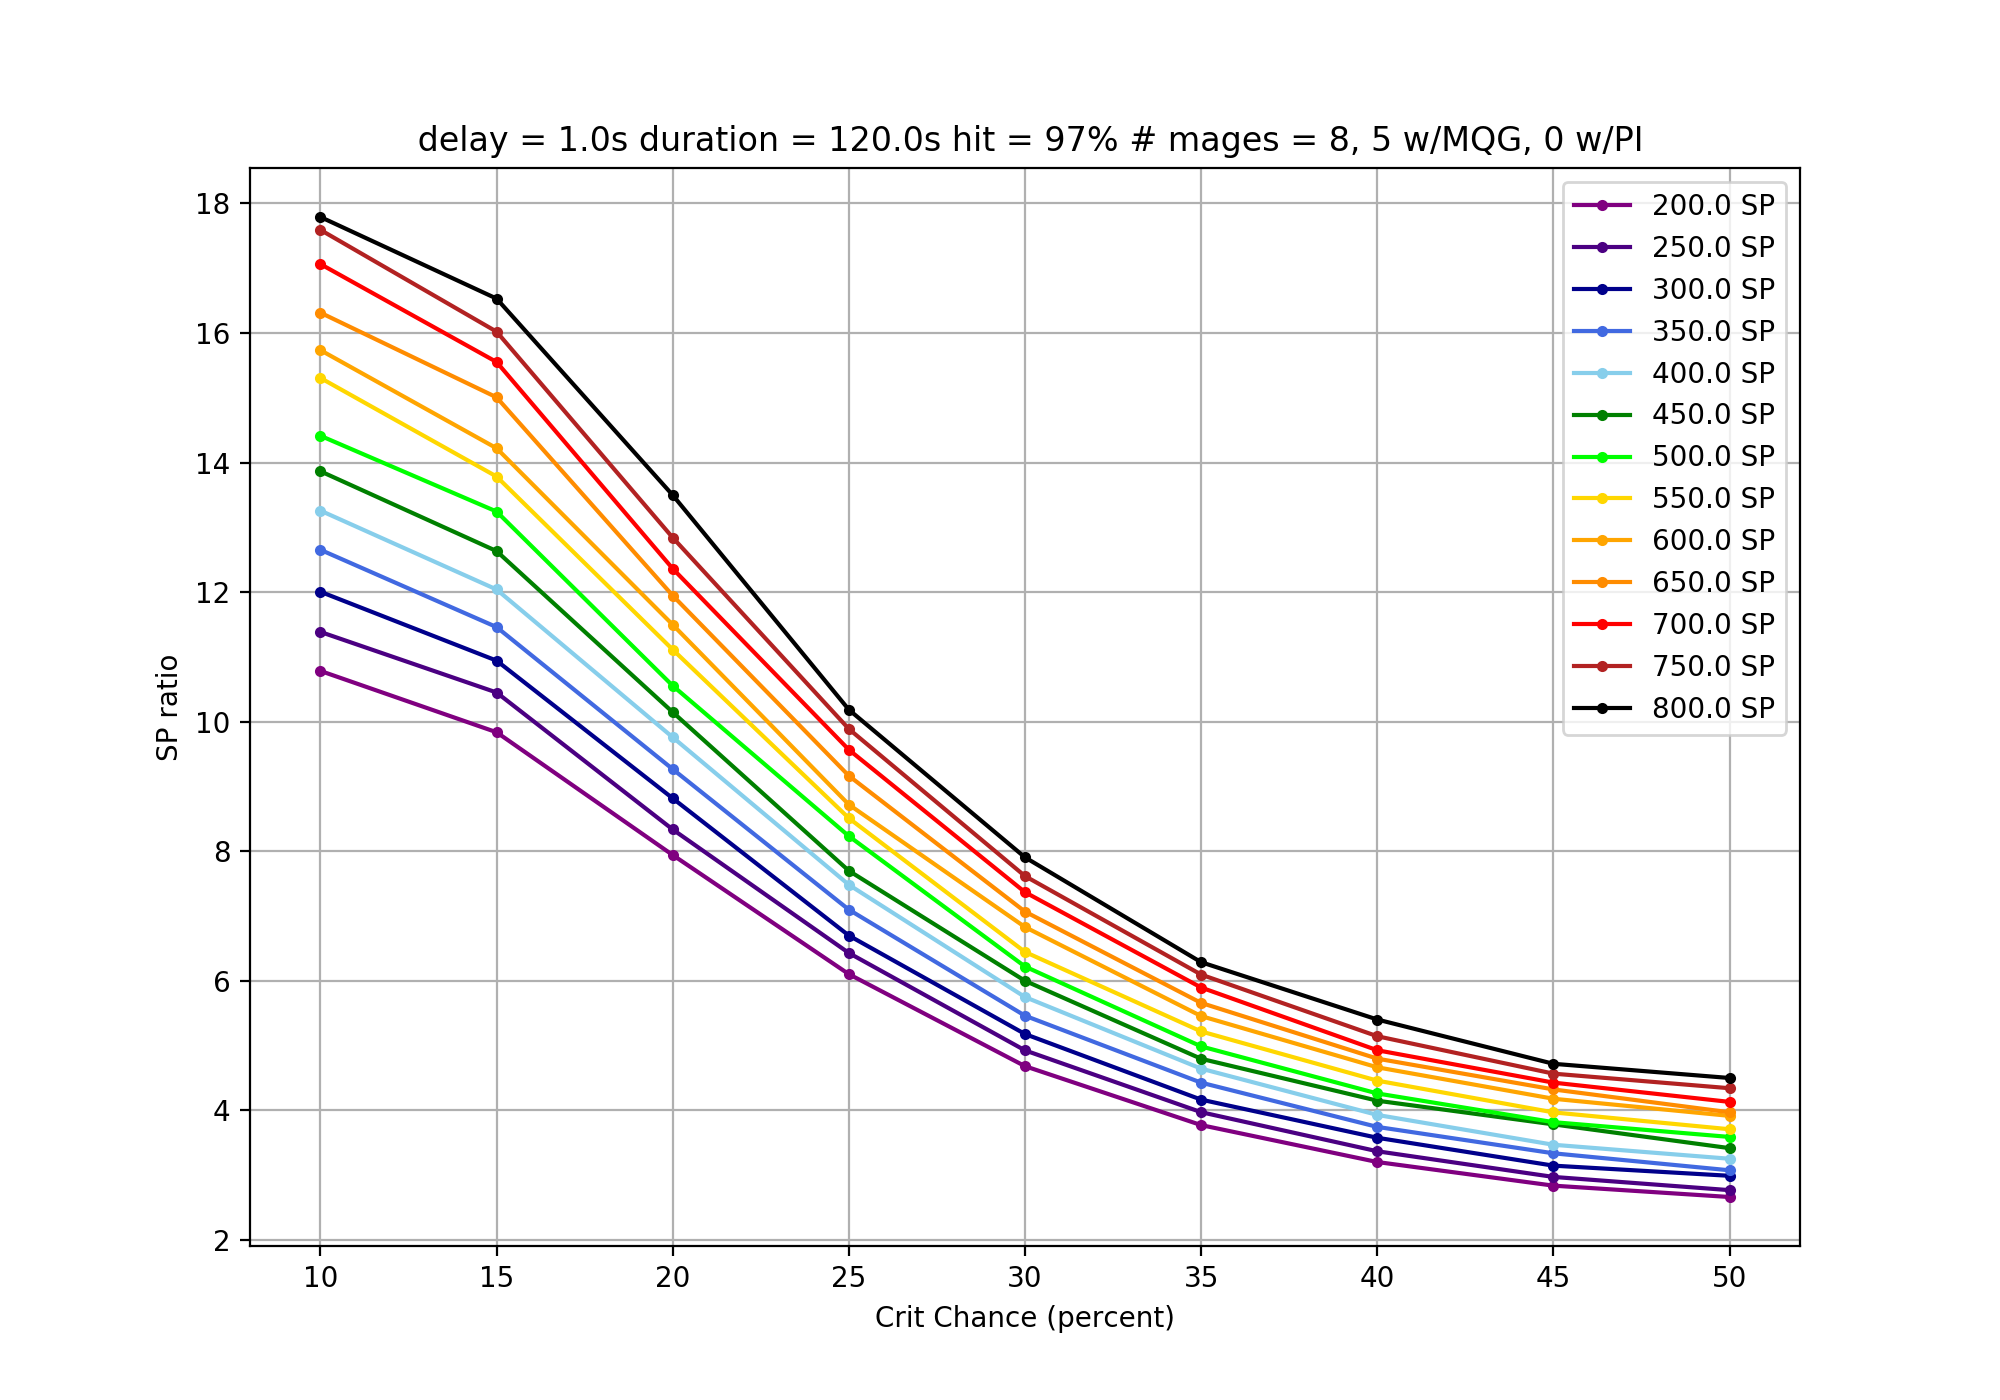 delay = 1.0s duration = 120.0s hit = 97% # mages = 8, 5 w/MQG, 0 w/PI
18
16
14
12
10
8
6
4
2
SP ratio
200.0 SP
250.0 SP
300.0 SP
350.0 SP
400.0 SP
450.0 SP
500.0 SP
550.0 SP
600.0 SP
650.0 SP
700.0 SP
750.0 SP
800.0 SP
10 15 20 25 30 35 40 45 50
Crit Chance (percent)